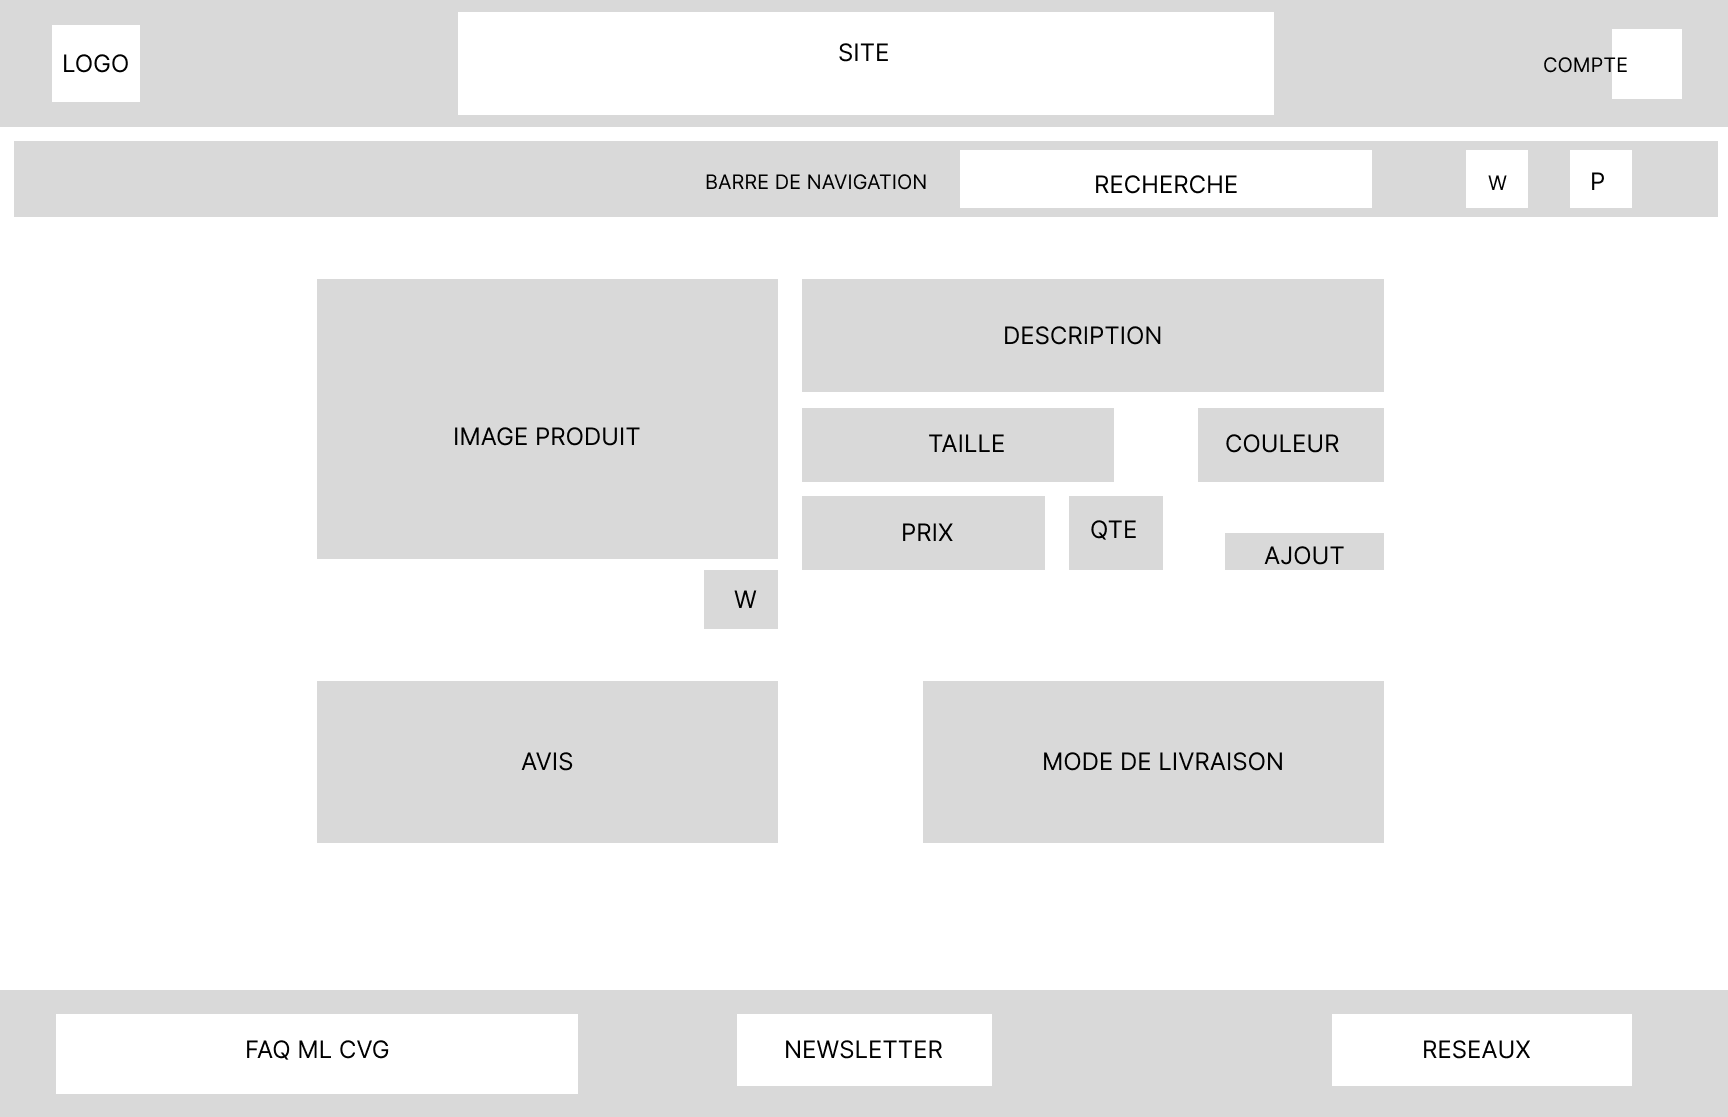 LOGO
SITE
COMPTE
BARRE DE NAVIGATION
RECHERCHE
W
P
IMAGE PRODUIT
DESCRIPTION
TAILLE
COULEUR
PRIX
QTE
AJOUT
W
AVIS
MODE DE LIVRAISON
FAQ ML CVG
NEWSLETTER
RESEAUX